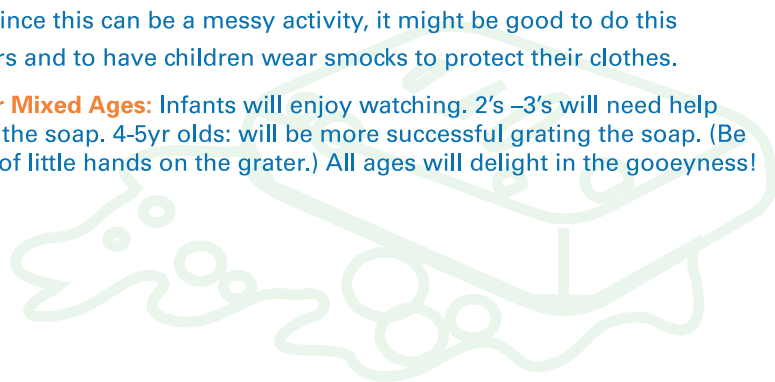 ince this can be a messy activity, it might be good to do this
rs and to have children wear smocks to protect their clothes.
r Mixed Ages: Infants will enjoy watching. 2's –3's will need help
the soap. 4-5yr olds: will be more successful grating the soap. (Be
of little hands on the grater.) All ages will delight in the gooeyness!